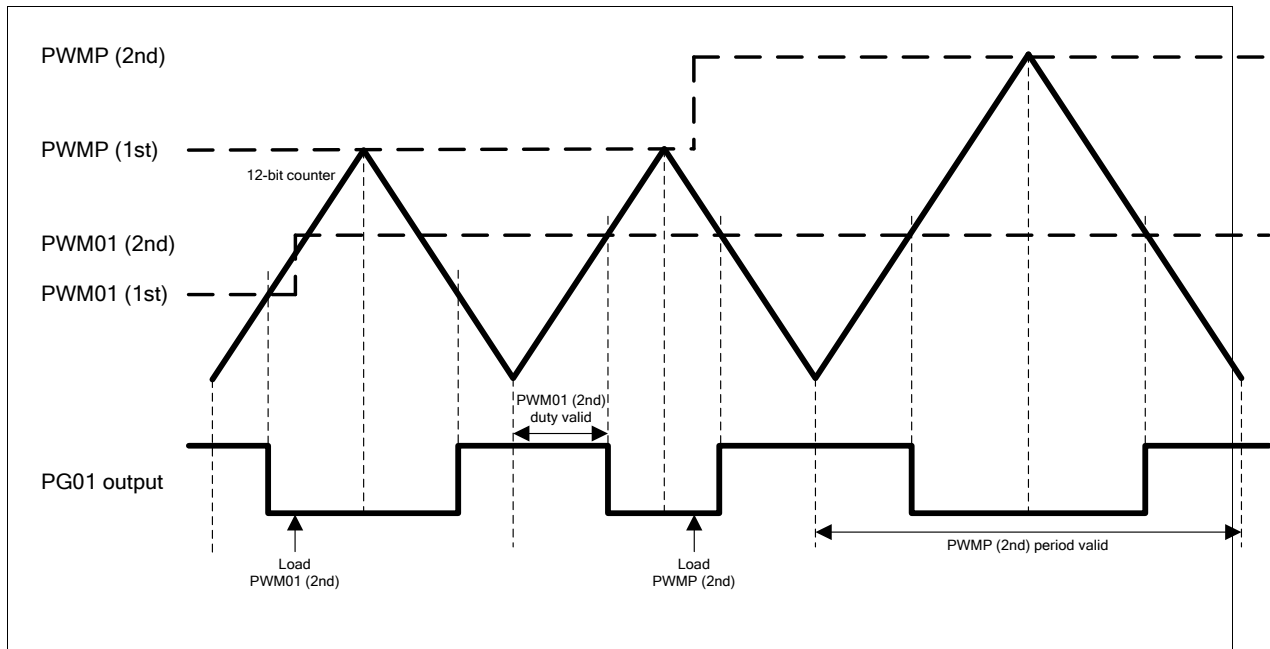 PWMP (2nd)
PWMP (1st)
12-bit counter
PWM01 (2nd)
PWM01 (1st)
PWM01 (2nd)
duty valid
PG01 output
Load
PWM01 (2nd)
Load
PWMP (2nd)
PWMP (2nd) period valid